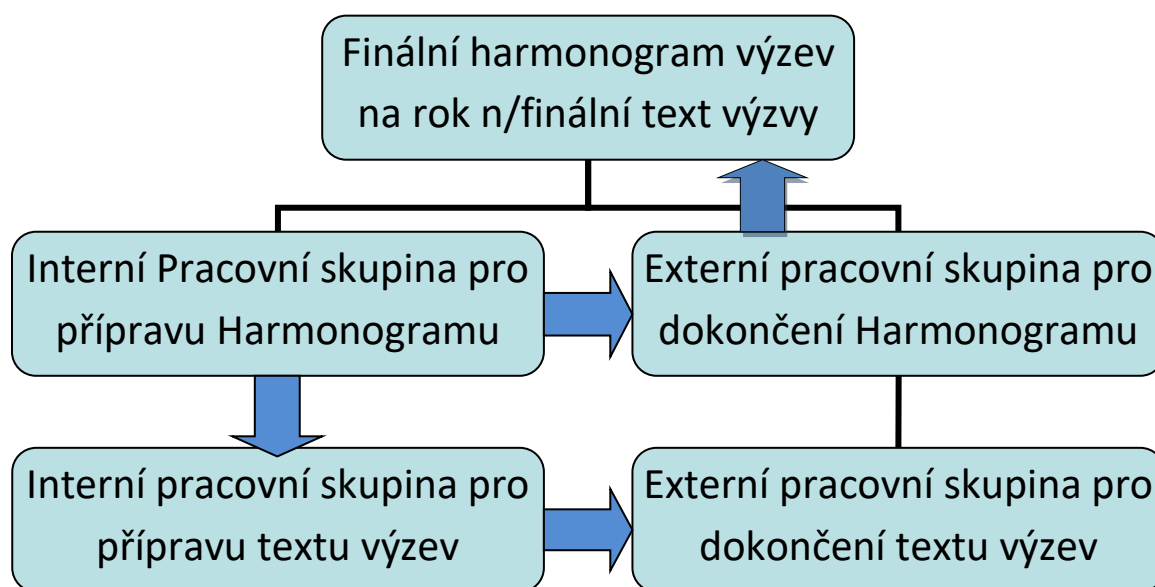 Finální harmonogram výzev
na rok n/finální text výzvy
Interní Pracovní skupina pro
přípravu Harmonogramu
Externí pracovní skupina pro
dokončení Harmonogramu
Interní pracovní skupina pro
přípravu textu výzev
Externí pracovní skupina pro
dokončení textu výzev